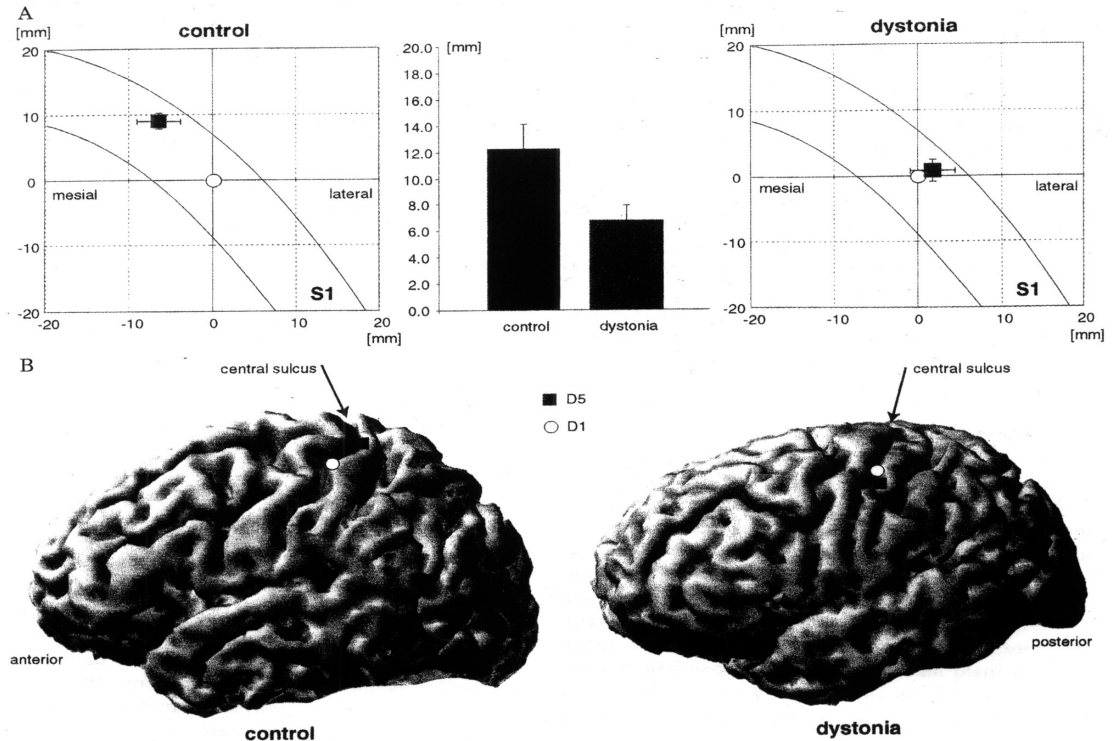 A
control
[mm]
20
10
0
-10
-20
mesial
lateral
S1
-20
-10
0
10
20
[mm]
[mm]
20.0
18.0
16.0
14.0
12.0
10.0
8.0
6.0
4.0
2.0
0.0
control
dystonia
dystonia
[mm]
20
10
0
-10
-20
mesial
lateral
S1
-20
-10
0
10
20
[mm]
B
central sulcus
D5
D1
central sulcus
anterior
control
posterior
dystonia